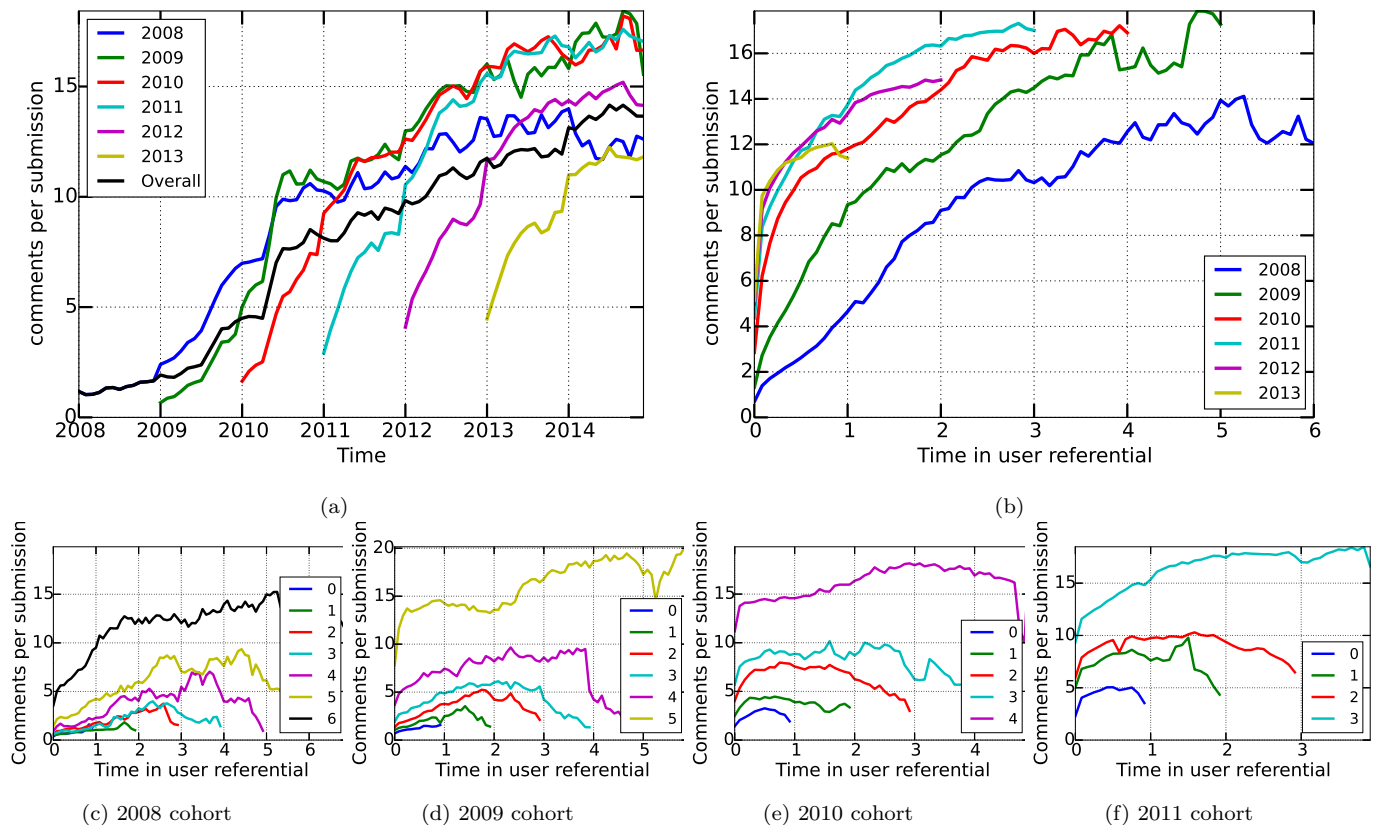 2008
2009
2010
2011
2012
2013
Overall
comments per submission
15
10
5
0
2008 2009 2010 2011 2012 2013 2014
Time
(a)
comments per submission
16
14
12
10
8
6
4
2
0
0 1 2 3 4 5 6
Time in user referential
2008
2009
2010
2011
2012
2013
(b)
Comments per submission
15
10
5
0
0 1 2 3 4 5 6
Time in user referential
0
1
2
3
4
5
6
(c) 2008 cohort
Comments per submission
20
15
10
5
0
0 1 2 3 4 5
Time in user referential
0
1
2
3
4
5
(d) 2009 cohort
Comments per submission
15
10
5
0
0 1 2 3 4
Time in user referential
0
1
2
3
4
(e) 2010 cohort
Comments per submission
15
10
5
0
0 1 2 3
Time in user referential
0
1
2
3
(f) 2011 cohort